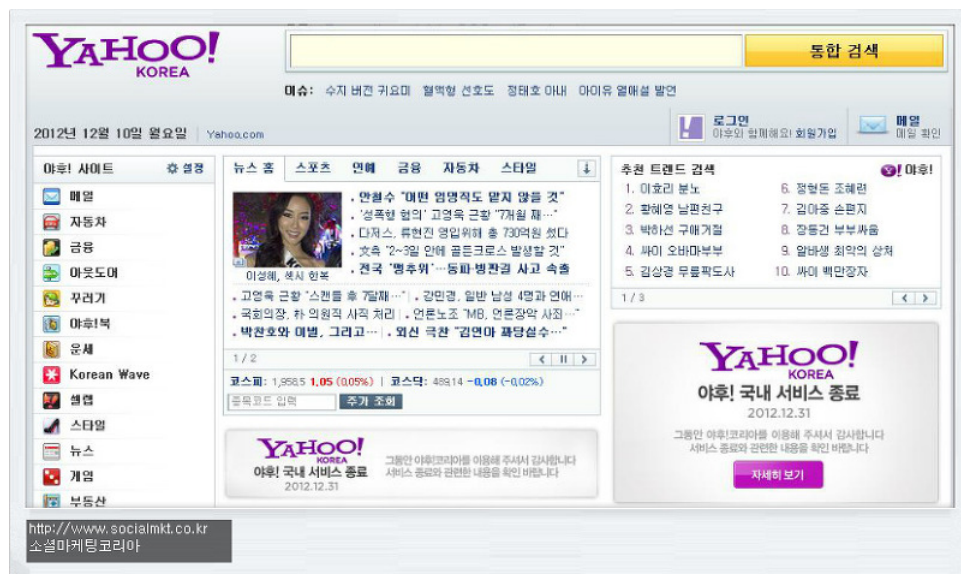 YAHOO!
KOREA
통합 검색
이슈: 수지 버전 귀요미 혈액형 선호도 정태호 아내 아이유 열애설 발언
로그인
야후와 함께해요! 회원가입
메일
메일 확인
2012년 12월 10일 월요일 Yahoo.com
야후! 사이트 설정
메일
자동차
금융
아웃도어
꾸러기
야후!북
운세
Korean Wave
셀럽
스타일
뉴스
게임
부동산
뉴스 홈 스포츠 연예 금융 자동차 스타일
이성혜, 섹시 한복
안철수 "어떤 임명직도 맡지 않을 것"
'성폭행 혐의' 고영욱 근황 "7개월 째…"
다저스, 류현진 영입위해 총 730억원 썼다
文측 "2~3일 안에 골든크로스 발생할 것"
전국 '맹추위'…동파·빙판길 사고 속출
고영욱 근황 "스캔들 후 7달째…" 강민경, 일반 남성 4명과 연애…
국회의장, 朴 의원직 사직 처리 언론노조 "MB, 언론장악 사죄…"
박찬호와 이별, 그리고… 외신 극찬 "김연아 꽈당실수…"
1 / 2
코스피: 1,958.5 1.05 (0.05%) | 코스닥: 489.14 -0.08 (-0.02%)
종목코드 입력 주가 조회
YAHOO!
KOREA
야후! 국내 서비스 종료
2012.12.31
그동안 야후!코리아를 이용해 주셔서 감사합니다
서비스 종료와 관련한 내용을 확인 바랍니다
추천 트렌드 검색 Y! 야후!
1. 이효리 분노
2. 황혜영 남편친구
3. 박하선 구애거절
4. 싸이 오바마부부
5. 김상경 무릎팍도사
6. 정형돈 조혜련
7. 김아중 손편지
8. 장동건 부부싸움
9. 알바생 최악의 상처
10. 싸이 백만장자
1 / 3
YAHOO!
KOREA
야후! 국내 서비스 종료
2012.12.31
그동안 야후!코리아를 이용해 주셔서 감사합니다
서비스 종료와 관련한 내용을 확인 바랍니다
자세히 보기
http://www.socialmkt.co.kr
소셜마케팅코리아